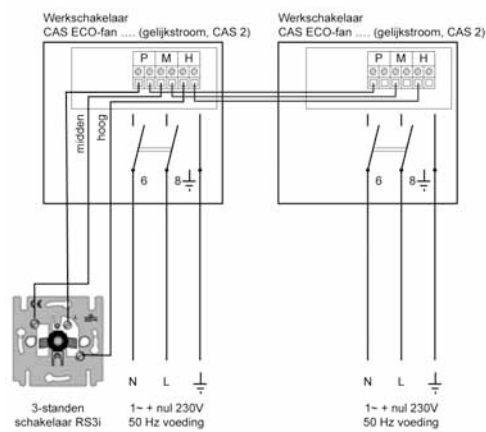 Werkschakelaar
CAS ECO-fan .... (gelijkstroom, CAS 2)
Werkschakelaar
CAS ECO-fan .... (gelijkstroom, CAS 2)
P M H
P M H
midden
hoog
6 8
6 8
N L
N L
3-standen
schakelaar RS3i
1~ + nul 230V
50 Hz voeding
1~ + nul 230V
50 Hz voeding